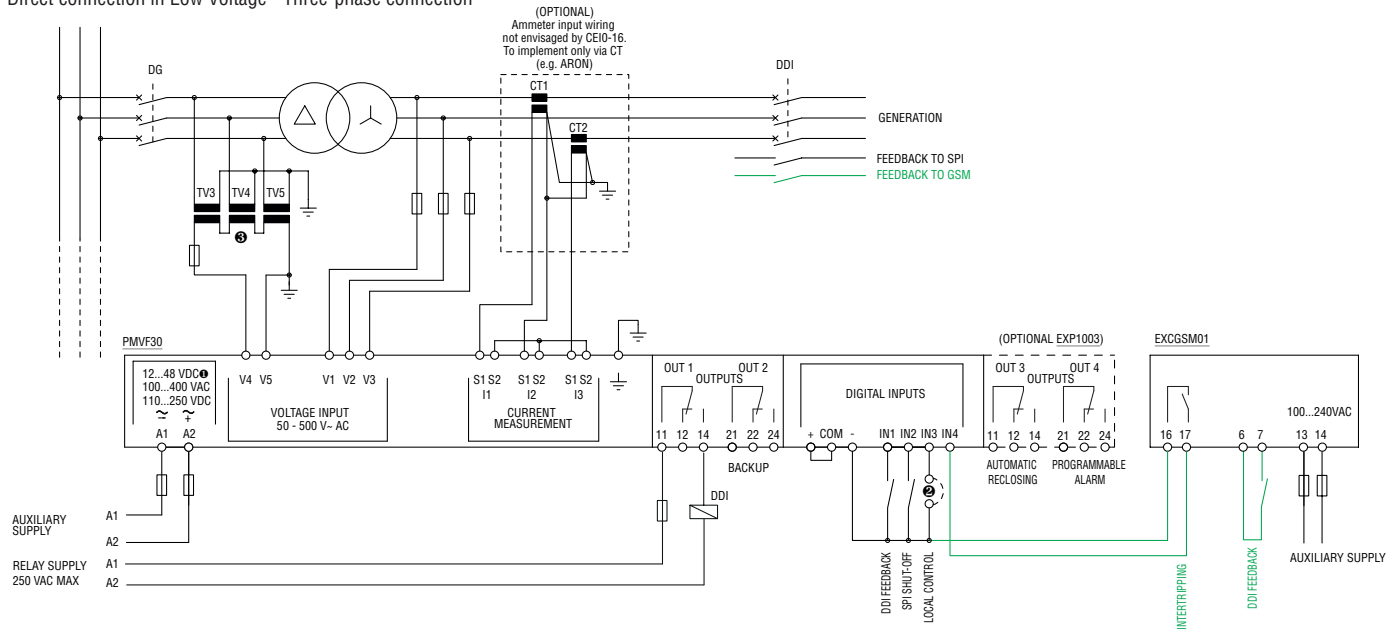 Direct connection in Low Voltage - Three-phase connection
(OPTIONAL)
Ammeter input wiring
not envisaged by CEI0-16.
To implement only via CT
(e.g. ARON)
DG
CT1
DDI
CT2
GENERATION
FEEDBACK TO SPI
FEEDBACK TO GSM
TV3 TV4 TV5
❸
PMVF30
(OPTIONAL EXP1003)
EXCGSM01
12...48 VDC❶
100...400 VAC
110...250 VDC
A1 A2
V4 V5 V1 V2 V3
VOLTAGE INPUT
50 - 500 V~ AC
S1 S2 S1 S2 S1 S2
I1 I2 I3
CURRENT
MEASUREMENT
OUT 1 OUT 2
OUTPUTS
11 12 14 21 22 24
BACKUP
DIGITAL INPUTS
+ COM - IN1 IN2 IN3 IN4
OUT 3 OUT 4
OUTPUTS
11 12 14 21 22 24
AUTOMATIC
RECLOSING
PROGRAMMABLE
ALARM
100...240VAC
16 17 6 7 13 14
❷
DDI
AUXILIARY
SUPPLY
A1
A2
RELAY SUPPLY
250 VAC MAX
A1
A2
DDI FEEDBACK
SPI SHUT-OFF
LOCAL CONTROL
INTERTRIPPING
DDI FEEDBACK
AUXILIARY SUPPLY